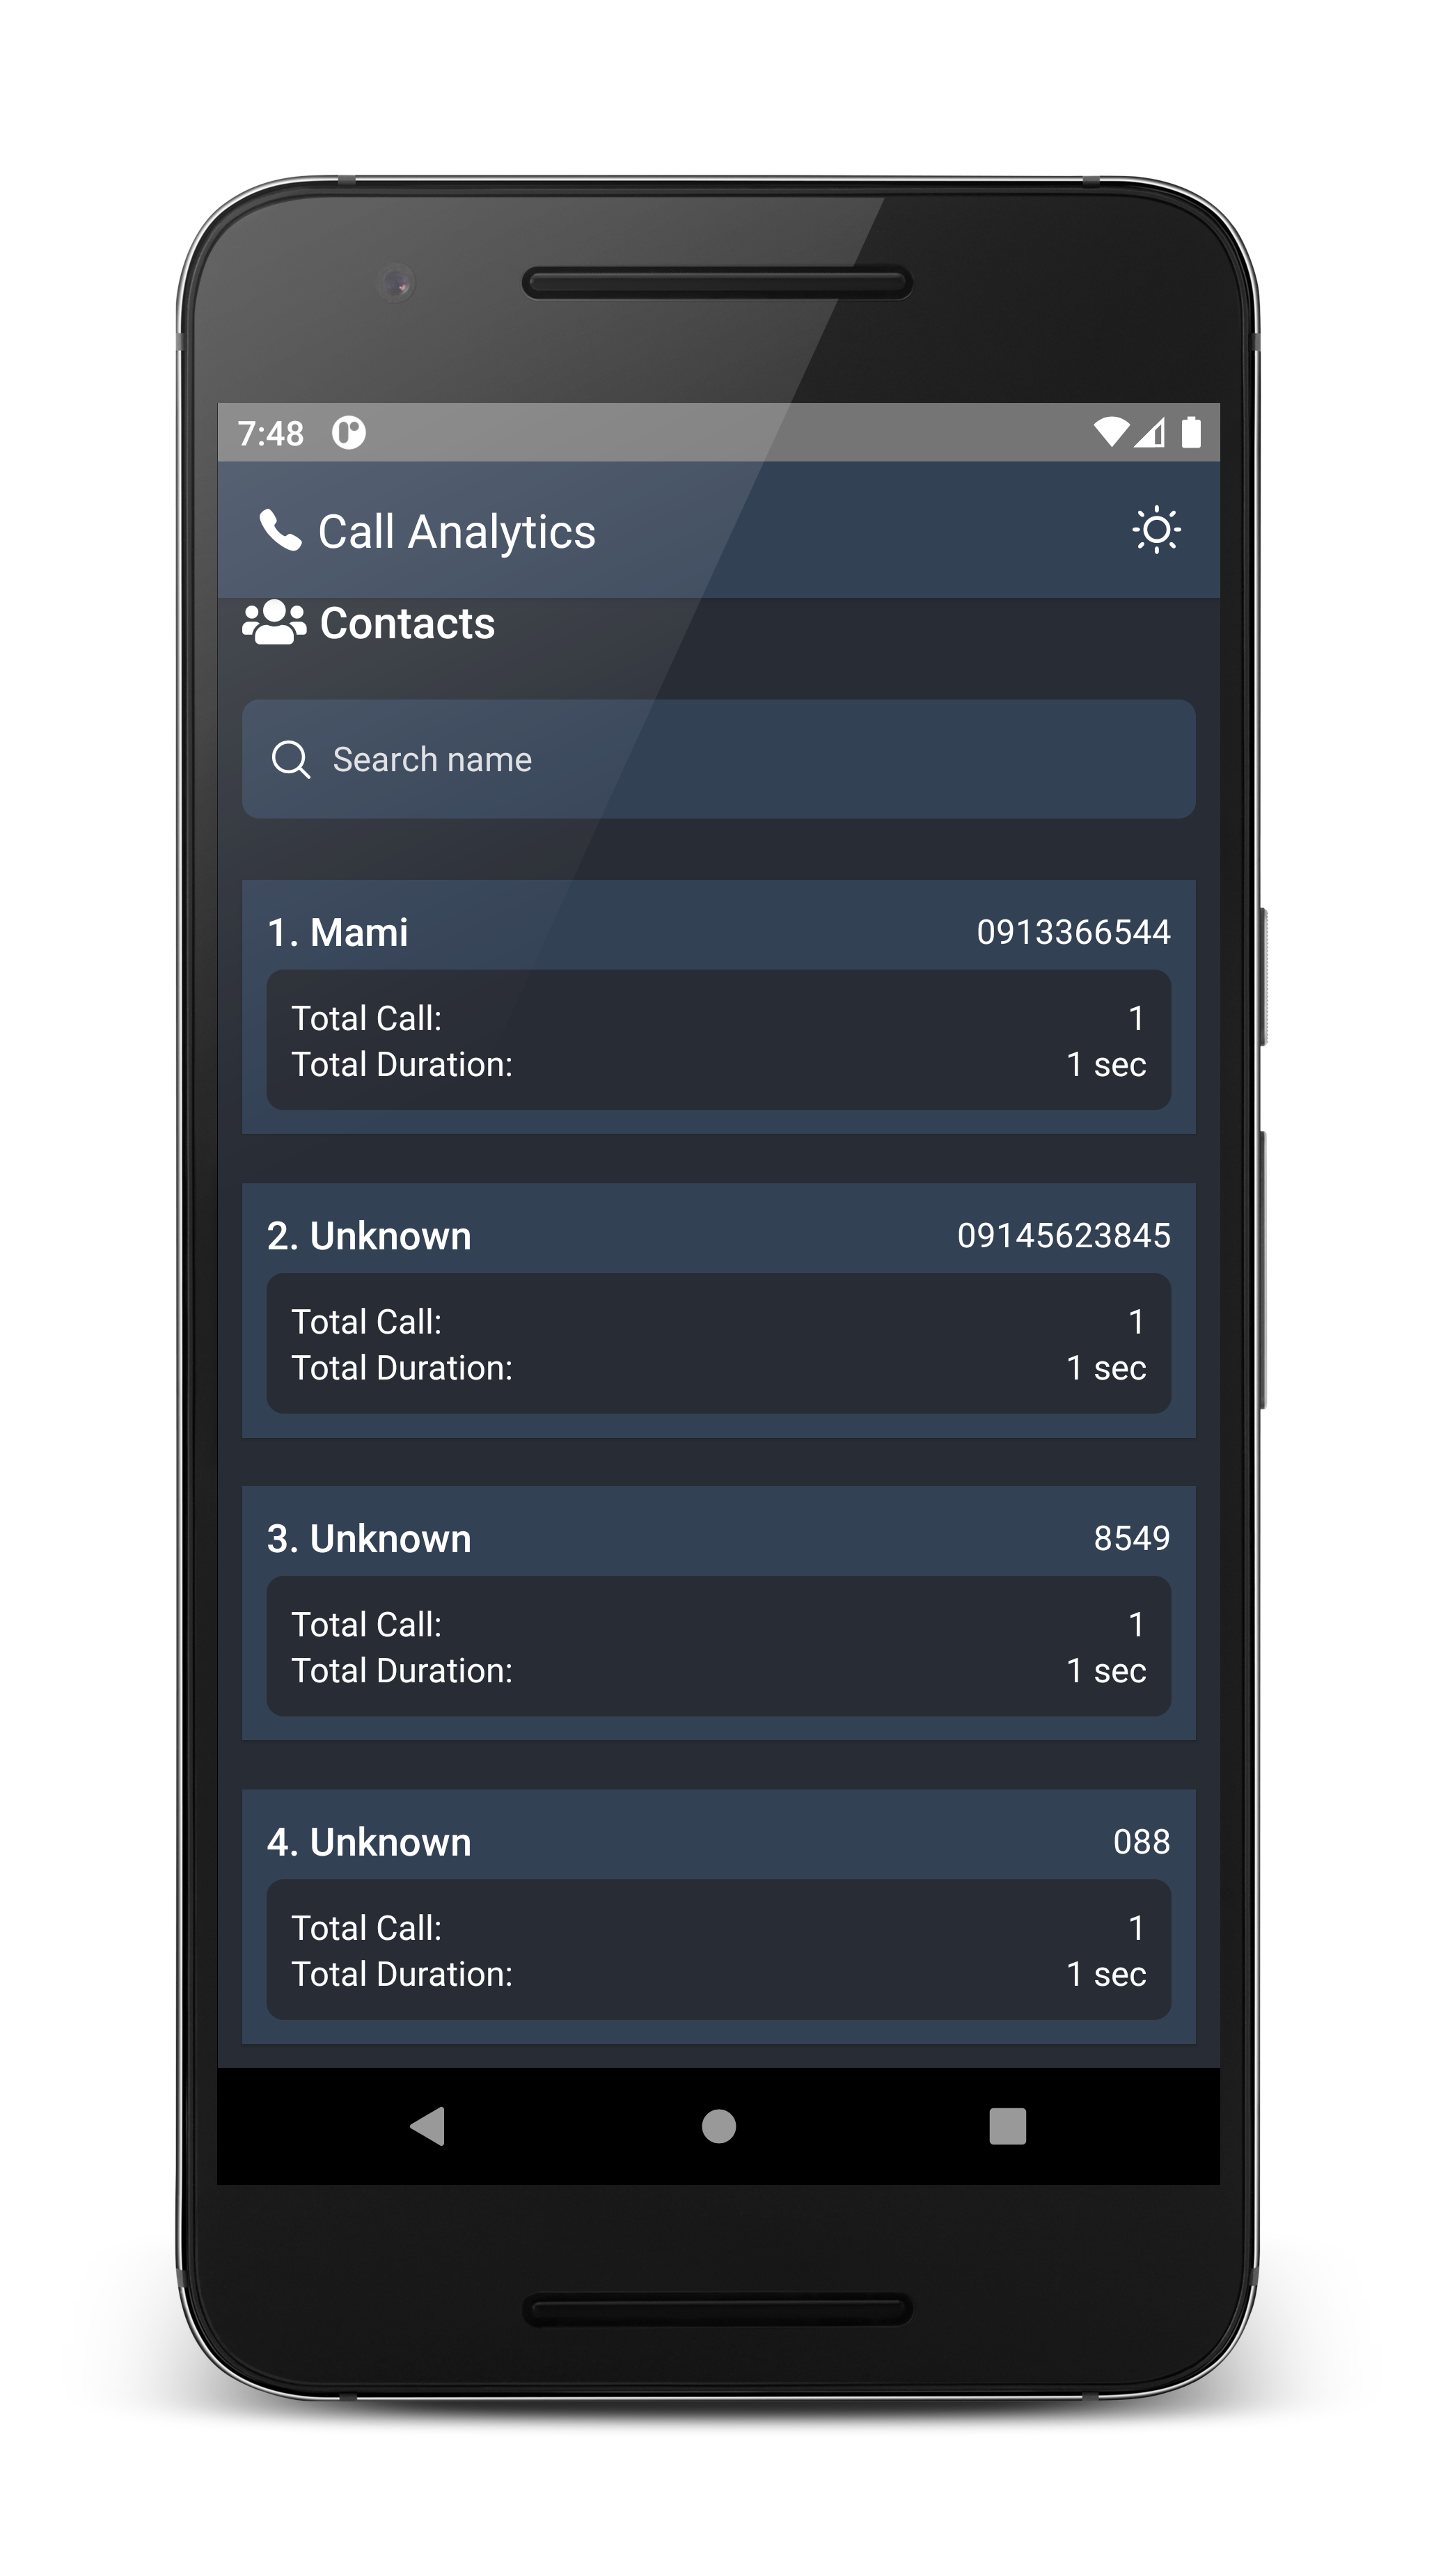 7:48
Call Analytics
Contacts
Search name
1. Mami 0913366544
Total Call: 1
Total Duration: 1 sec
2. Unknown 09145623845
Total Call: 1
Total Duration: 1 sec
3. Unknown 8549
Total Call: 1
Total Duration: 1 sec
4. Unknown 088
Total Call: 1
Total Duration: 1 sec